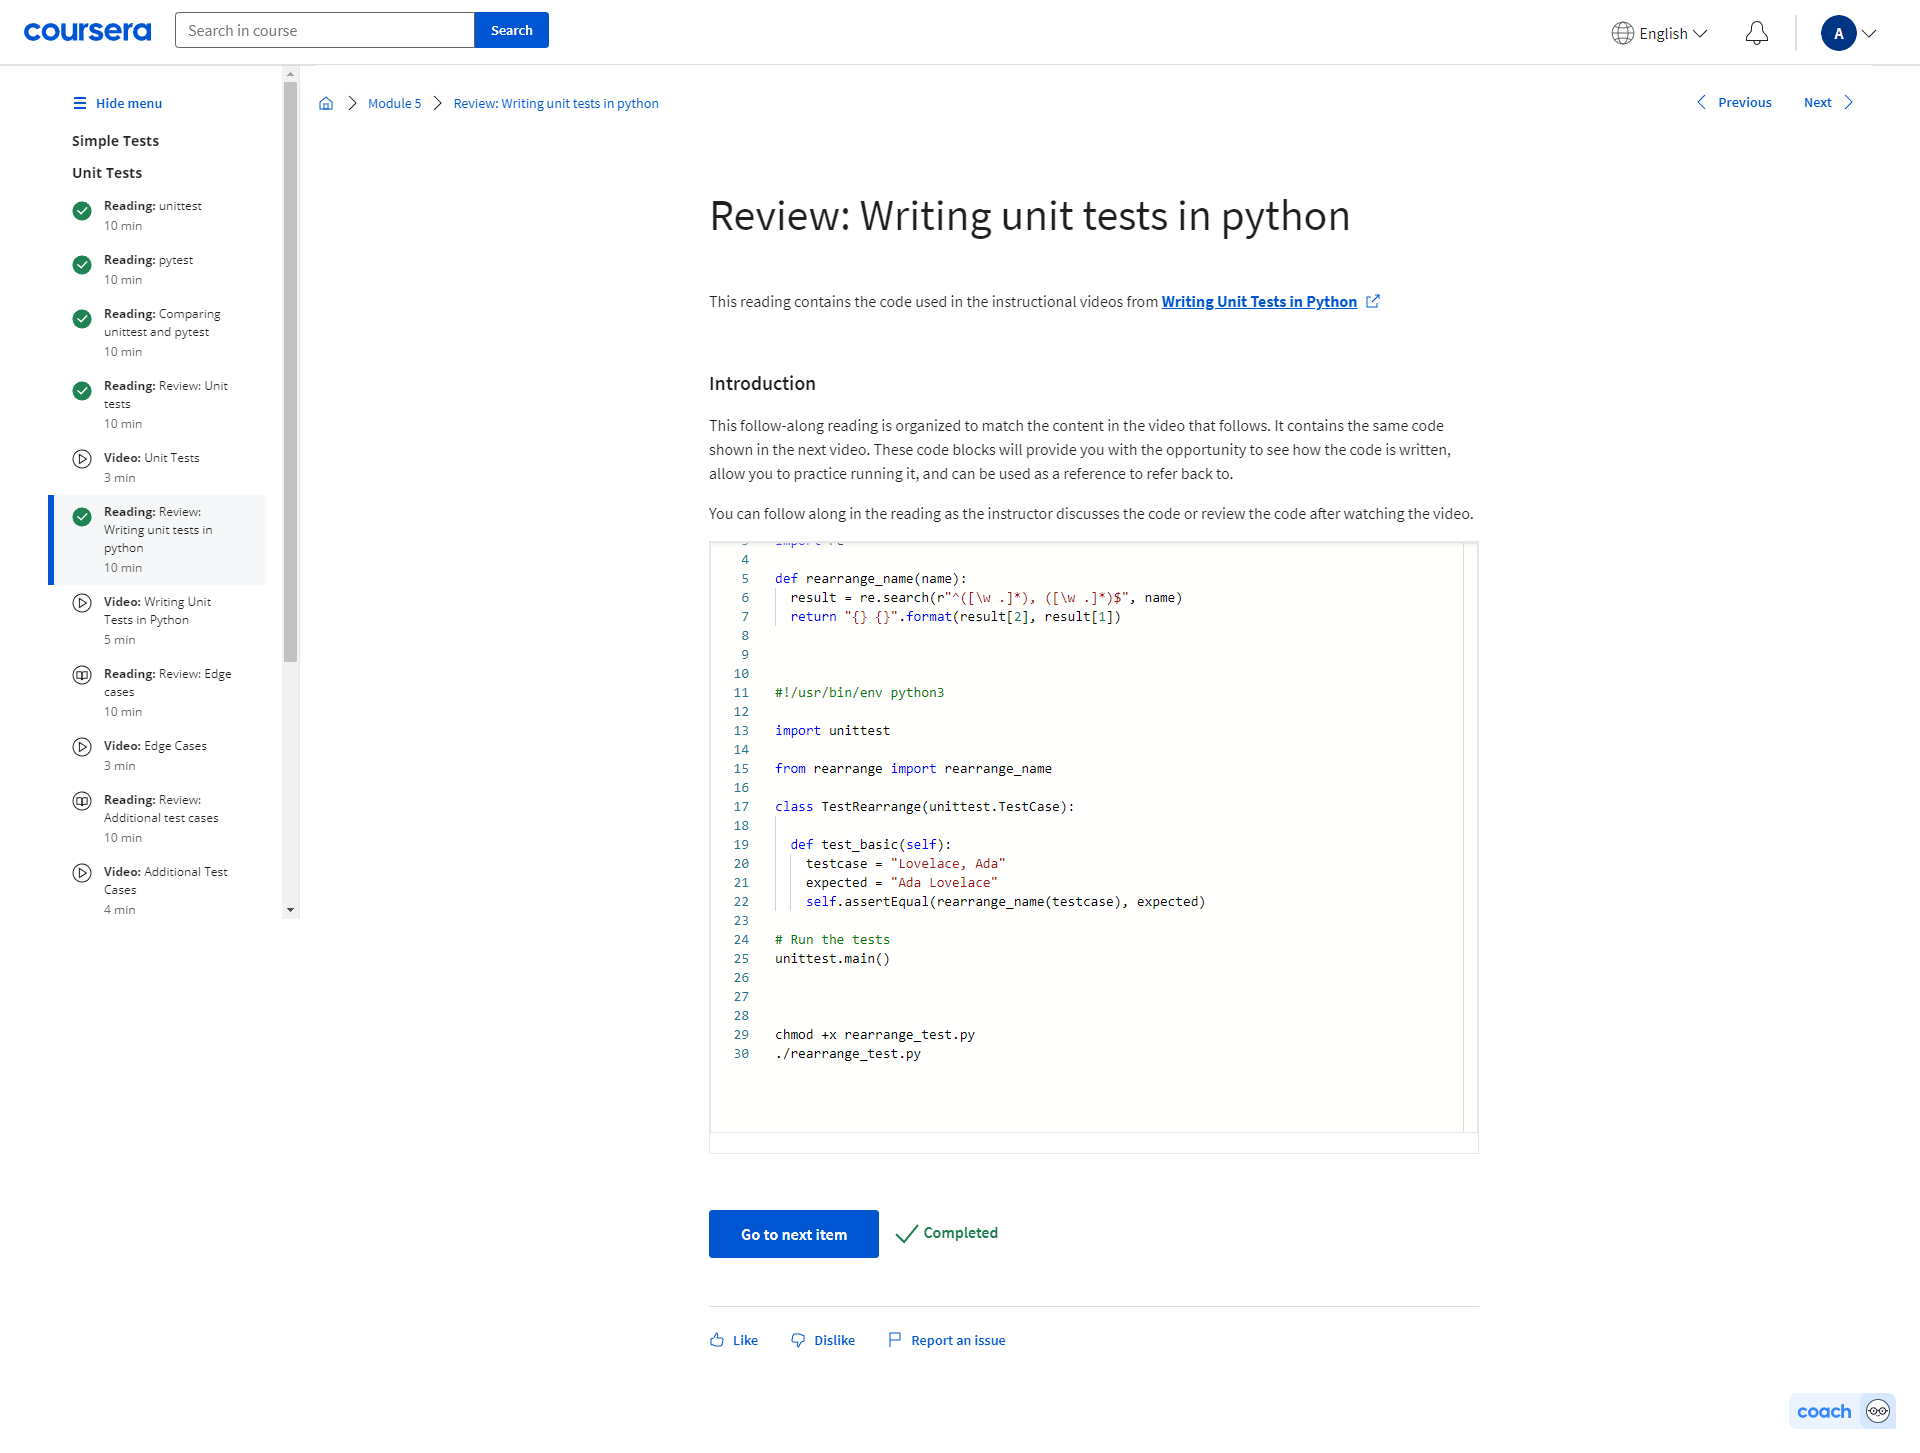 coursera
Search in course
Search
English
A
Hide menu
Simple Tests
Unit Tests
Reading: unittest
10 min
Reading: pytest
10 min
Reading: Comparing
unittest and pytest
10 min
Reading: Review: Unit
tests
10 min
Video: Unit Tests
3 min
Reading: Review:
Writing unit tests in
python
10 min
Video: Writing Unit
Tests in Python
5 min
Reading: Review: Edge
cases
10 min
Video: Edge Cases
3 min
Reading: Review:
Additional test cases
10 min
Video: Additional Test
Cases
4 min
Module 5
Review: Writing unit tests in python
Previous
Next
Review: Writing unit tests in python
This reading contains the code used in the instructional videos from Writing Unit Tests in Python
Introduction
This follow-along reading is organized to match the content in the video that follows. It contains the same code
shown in the next video. These code blocks will provide you with the opportunity to see how the code is written,
allow you to practice running it, and can be used as a reference to refer back to.
You can follow along in the reading as the instructor discusses the code or review the code after watching the video.
3 import re
4
5 def rearrange_name(name):
6 result = re.search(r"^([\w .]*), ([\w .]*)$", name)
7 return "{} {}".format(result[2], result[1])
8
9
10
11 #!/usr/bin/env python3
12
13 import unittest
14
15 from rearrange import rearrange_name
16
17 class TestRearrange(unittest.TestCase):
18
19 def test_basic(self):
20 testcase = "Lovelace, Ada"
21 expected = "Ada Lovelace"
22 self.assertEqual(rearrange_name(testcase), expected)
23
24 # Run the tests
25 unittest.main()
26
27
28
29 chmod +x rearrange_test.py
30 ./rearrange_test.py
Go to next item
Completed
Like
Dislike
Report an issue
coach